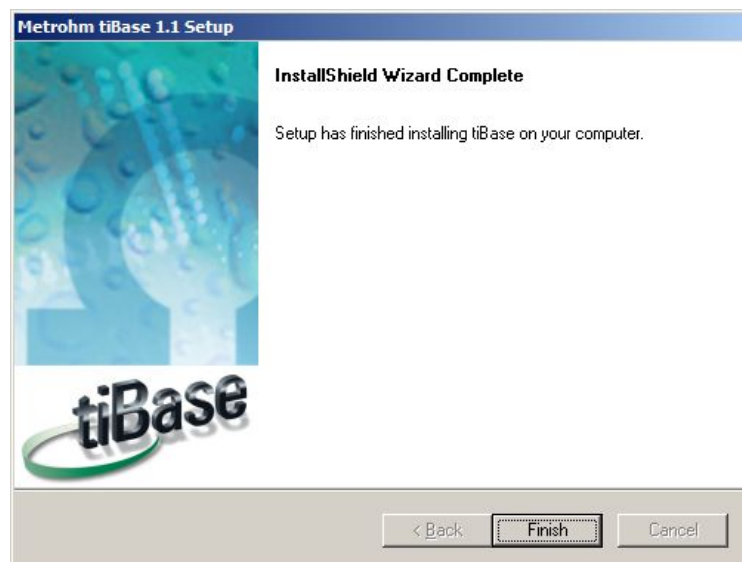 Metrohm tiBase 1.1 Setup
InstallShield Wizard Complete
Setup has finished installing tiBase on your computer.
tiBase
< Back
Finish
Cancel